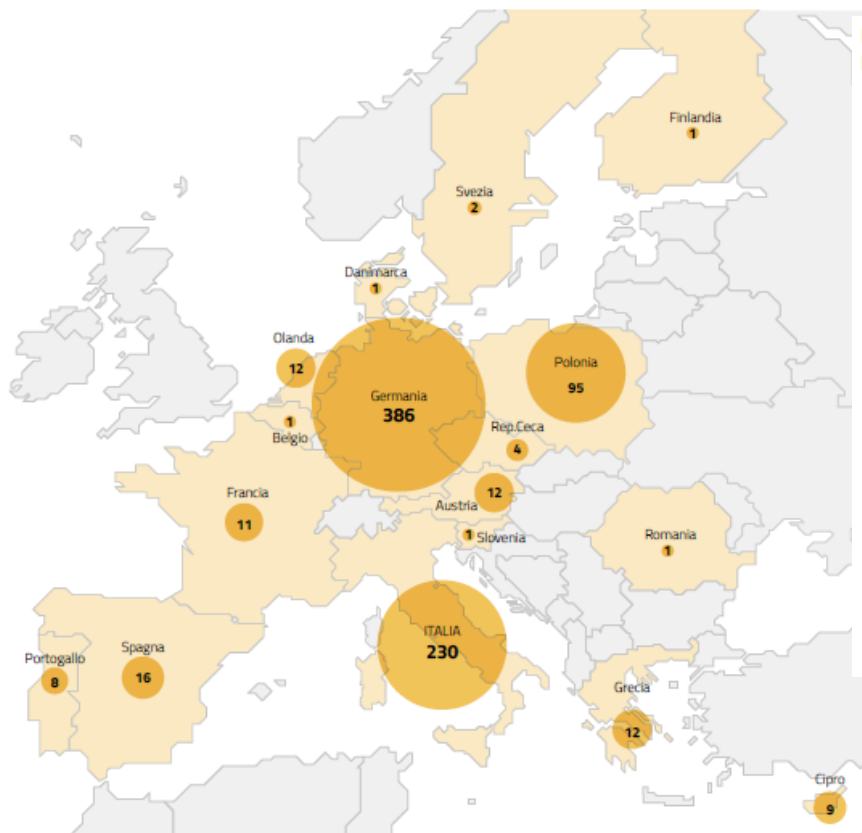 Finlandia
1
Svezia
2
Danimarca
1
Olanda
12
Germania
386
Polonia
95
1
Belgio
Rep.Ceca
4
Francia
11
12
Austria
1
Slovenia
Romania
1
ITALIA
230
Portogallo
8
Spagna
16
Grecia
12
Cipro
9